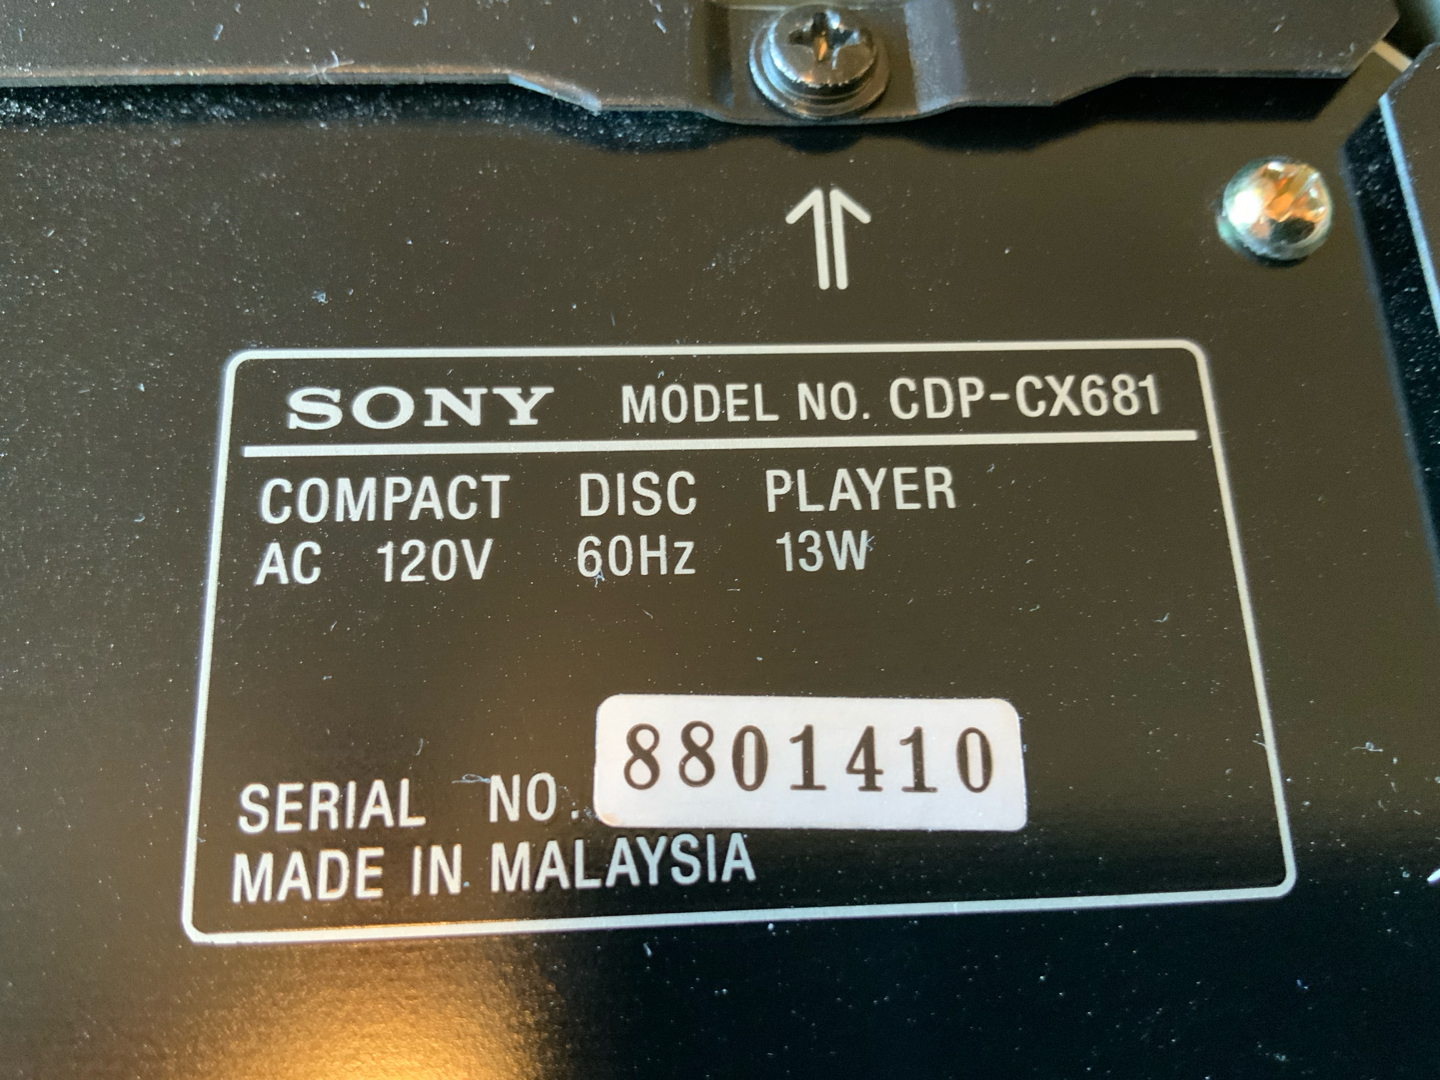 SONY MODEL NO. CDP-CX681
COMPACT DISC PLAYER
AC 120V 60Hz 13W
SERIAL NO. 8801410
MADE IN MALAYSIA